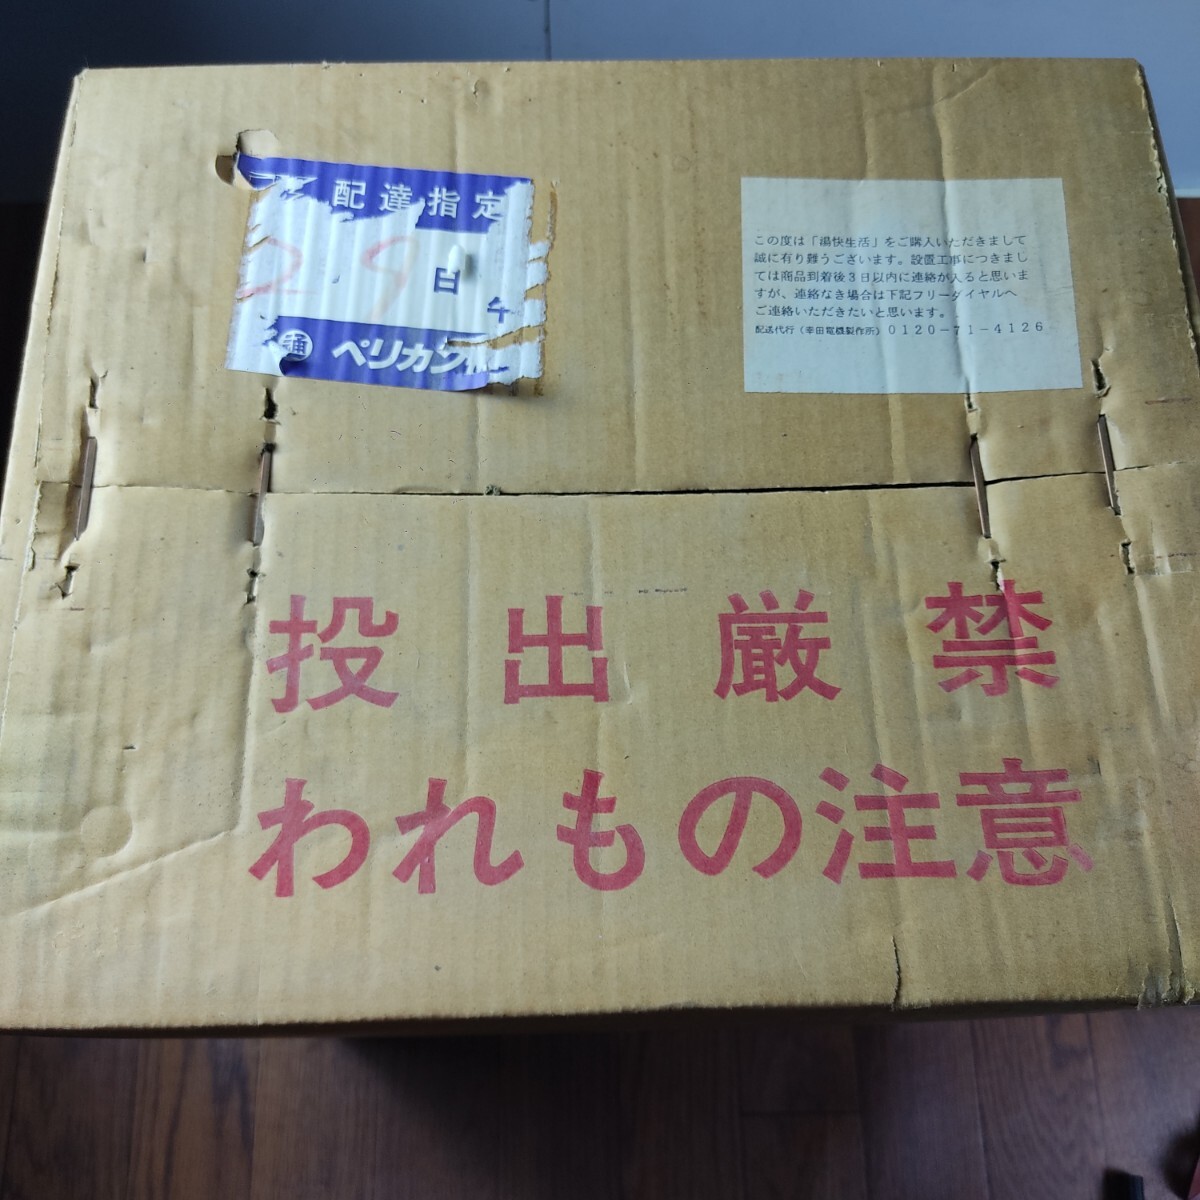 配達指定
29日午
通 ペリカン
この度は「湯快生活」をご購入いただきまして
誠に有り難うございます。設置工事につきまし
ては商品到着後3日以内に連絡が入ると思いま
すが、連絡なき場合は下記フリーダイヤルへ
ご連絡いただきたいと思います。
配送代行（幸田電機製作所）0120-71-4126
投出厳禁
われもの注意